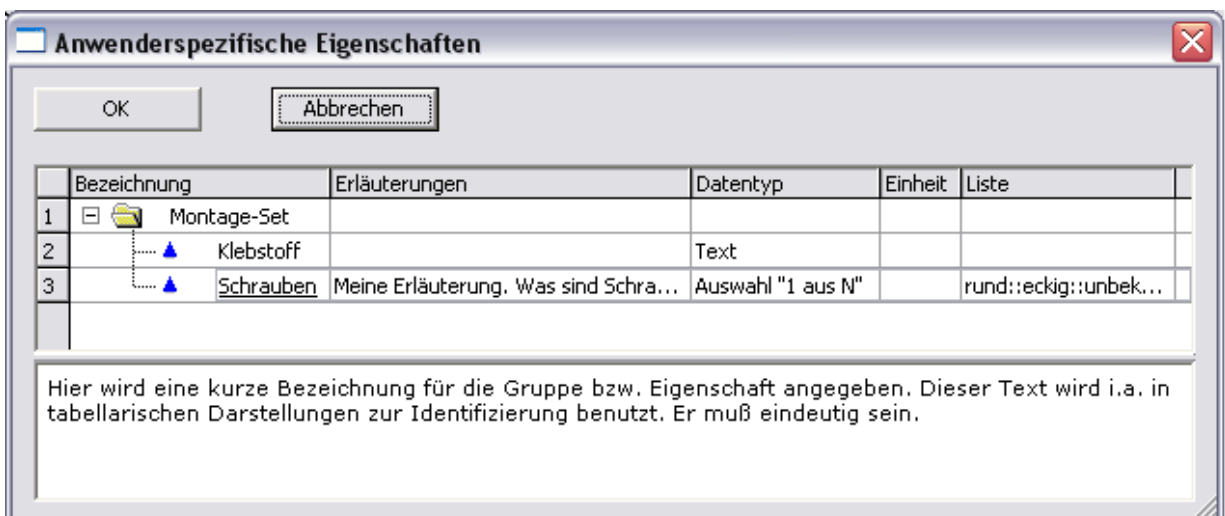 Anwenderspezifische Eigenschaften
OK Abbrechen
Bezeichnung Erläuterungen Datentyp Einheit Liste
1 Montage-Set
2 Klebstoff Text
3 Schrauben Meine Erläuterung. Was sind Schra... Auswahl "1 aus N" rund::eckig::unbek...
Hier wird eine kurze Bezeichnung für die Gruppe bzw. Eigenschaft angegeben. Dieser Text wird i.a. in
tabellarischen Darstellungen zur Identifizierung benutzt. Er muß eindeutig sein.